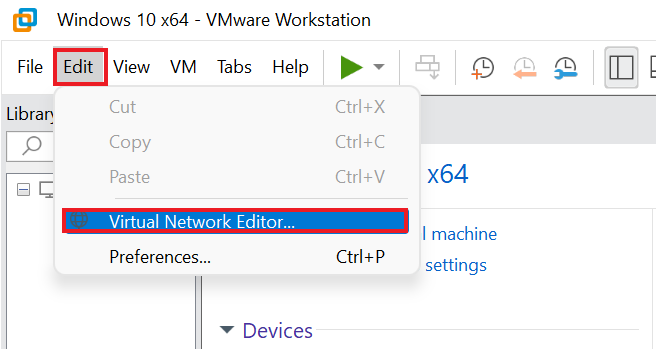 Windows 10 x64 - VMware Workstation
File Edit View VM Tabs Help
Library
Cut Ctrl+X
Copy Ctrl+C
Paste Ctrl+V
x64
Virtual Network Editor...
l machine
Preferences... Ctrl+P
settings
Devices